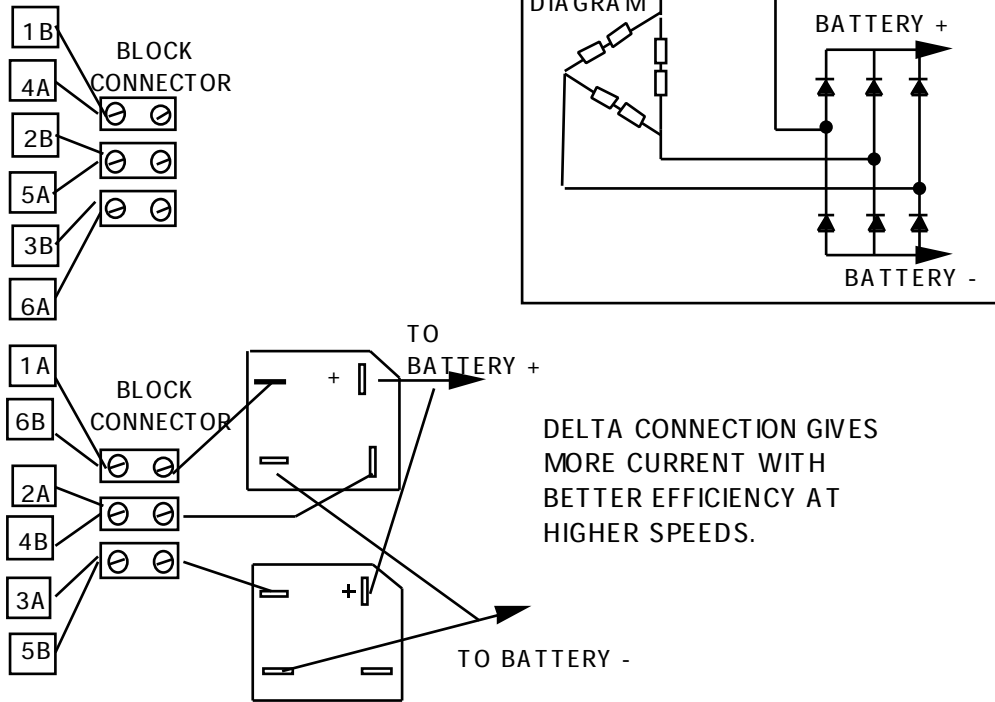 1B
BLOCK
CONNECTOR
4A
2B
5A
3B
6A
DIAGRAM
BATTERY +
BATTERY -
1A
BLOCK
CONNECTOR
6B
2A
4B
3A
5B
TO
BATTERY +
+
+
TO BATTERY -
DELTA CONNECTION GIVES
MORE CURRENT WITH
BETTER EFFICIENCY AT
HIGHER SPEEDS.